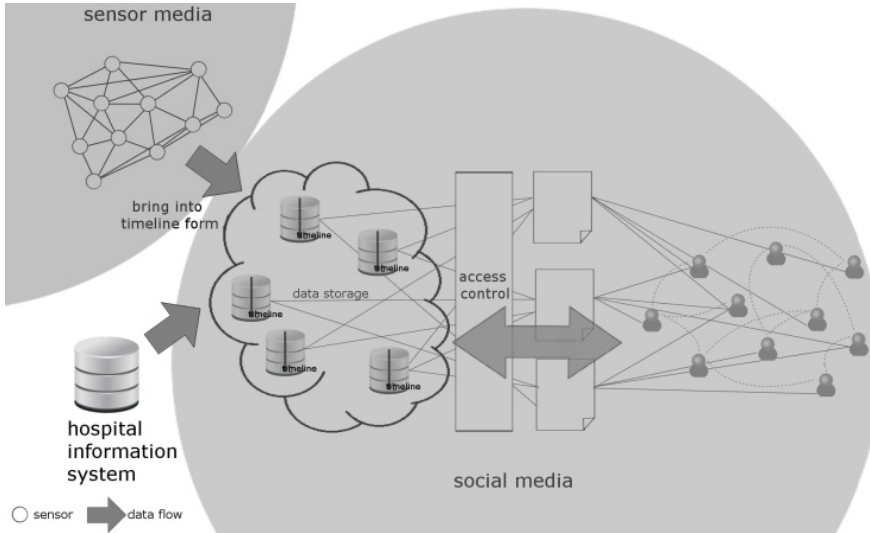 sensor media
bring into
timeline form
timeline
timeline
data storage
timeline
timeline
timeline
access
control
hospital
information
system
social media
sensor
data flow